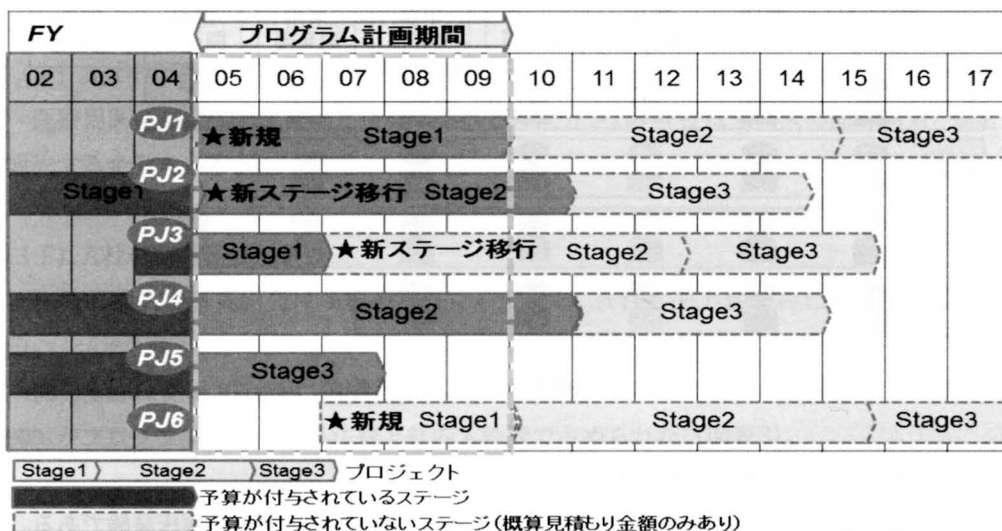 FY プログラム計画期間
02 03 04 05 06 07 08 09 10 11 12 13 14 15 16 17
PJ1 ★新規 Stage1 Stage2 Stage3
Stage1 PJ2 ★新ステージ移行 Stage2 Stage3
PJ3 Stage1 ★新ステージ移行 Stage2 Stage3
PJ4 Stage2 Stage3
PJ5 Stage3
PJ6 ★新規 Stage1 Stage2 Stage3
Stage1 Stage2 Stage3 プロジェクト
予算が付与されているステージ
予算が付与されていないステージ(概算見積もり金額のみあり)